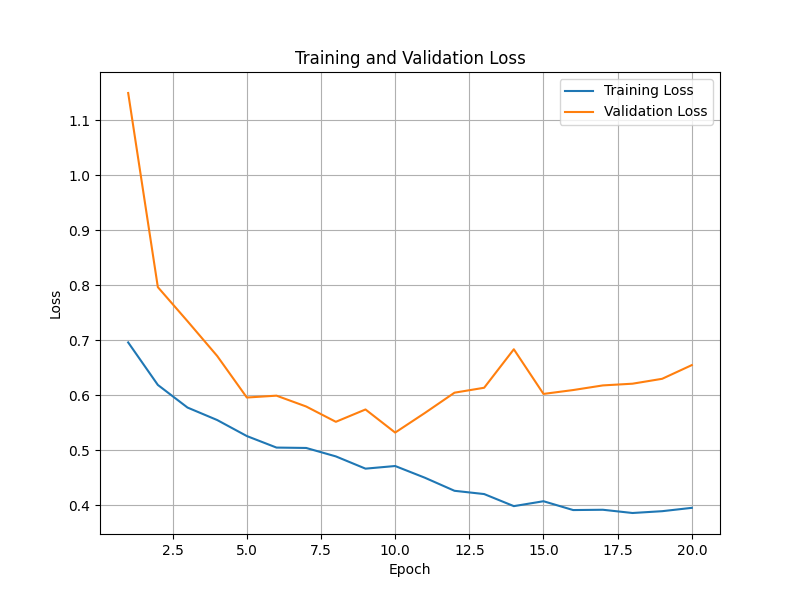 Training and Validation Loss
Training Loss
Validation Loss
1.1
1.0
0.9
0.8
0.7
0.6
0.5
0.4
Loss
2.5 5.0 7.5 10.0 12.5 15.0 17.5 20.0
Epoch